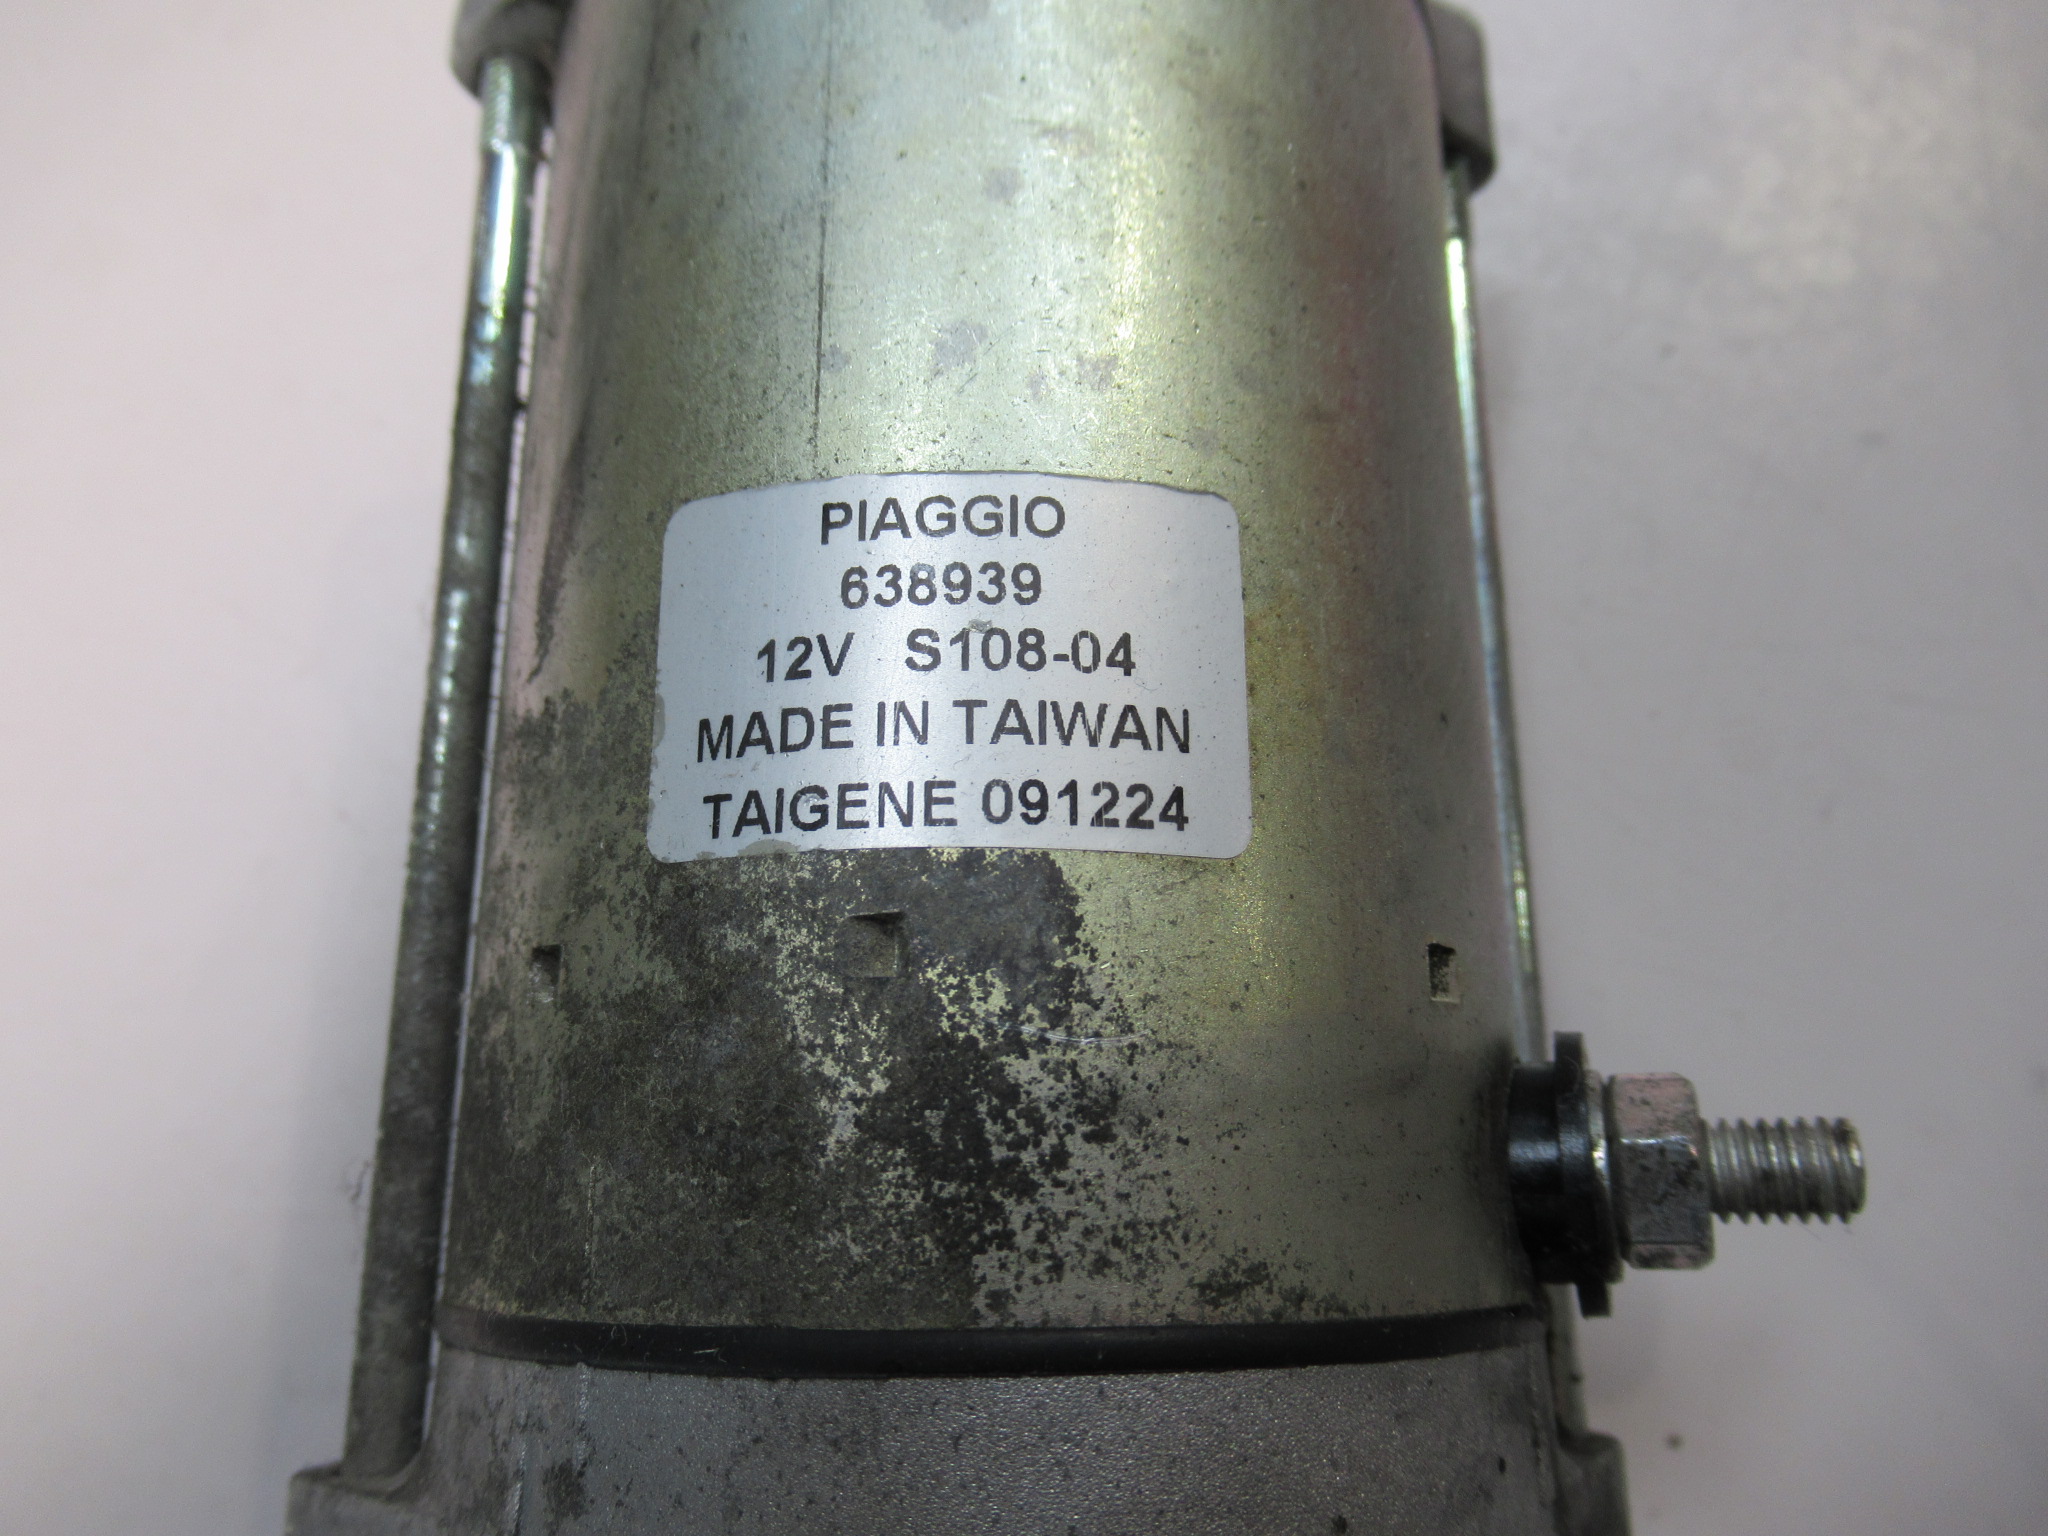 PIAGGIO
638939
12V S108-04
MADE IN TAIWAN
TAIGENE 091224